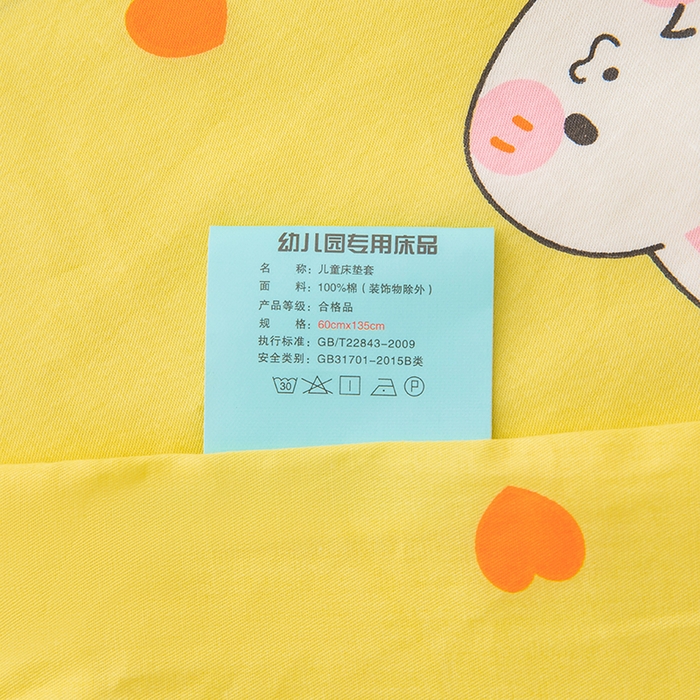 幼儿园专用床品
名 称：儿童床垫套
面 料：100%棉（装饰物除外）
产品等级：合格品
规 格：60cmx135cm
执行标准：GB/T22843-2009
安全类别：GB31701-2015B类
30 P